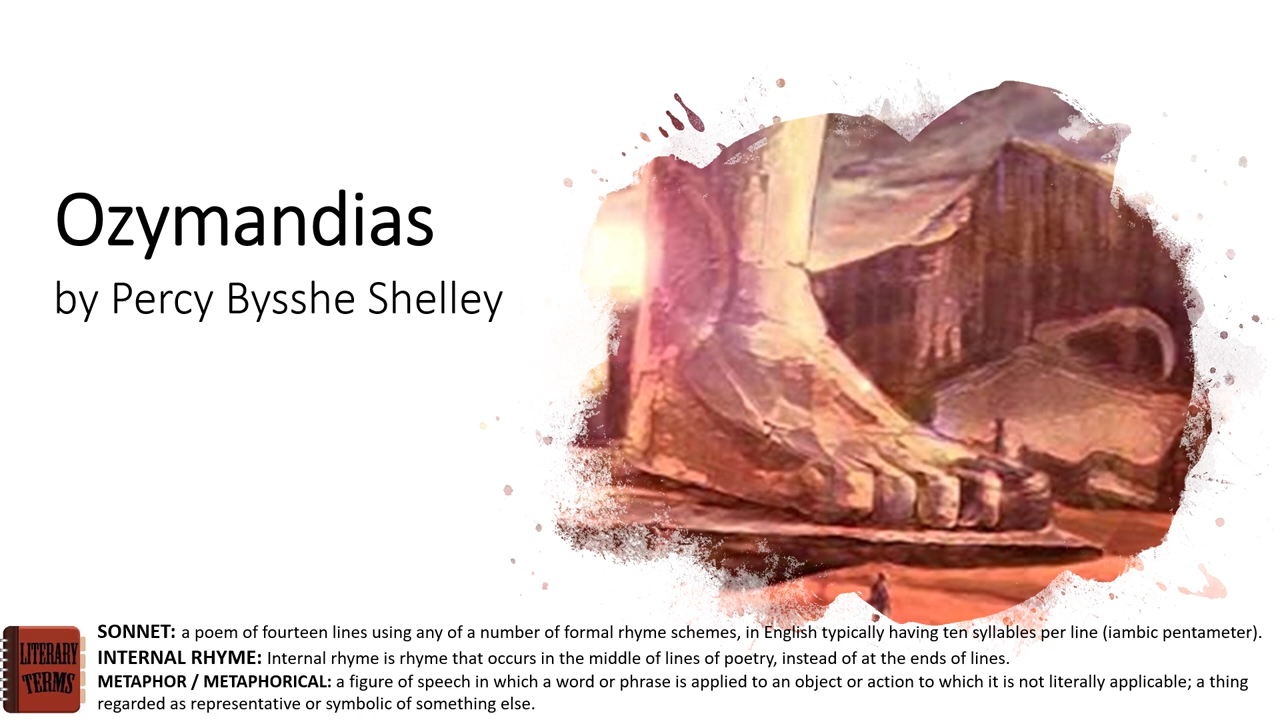 Ozymandias
by Percy Bysshe Shelley
LITERARY
TERMS
SONNET: a poem of fourteen lines using any of a number of formal rhyme schemes, in English typically having ten syllables per line (iambic pentameter).
INTERNAL RHYME: Internal rhyme is rhyme that occurs in the middle of lines of poetry, instead of at the ends of lines.
METAPHOR / METAPHORICAL: a figure of speech in which a word or phrase is applied to an object or action to which it is not literally applicable; a thing
regarded as representative or symbolic of something else.